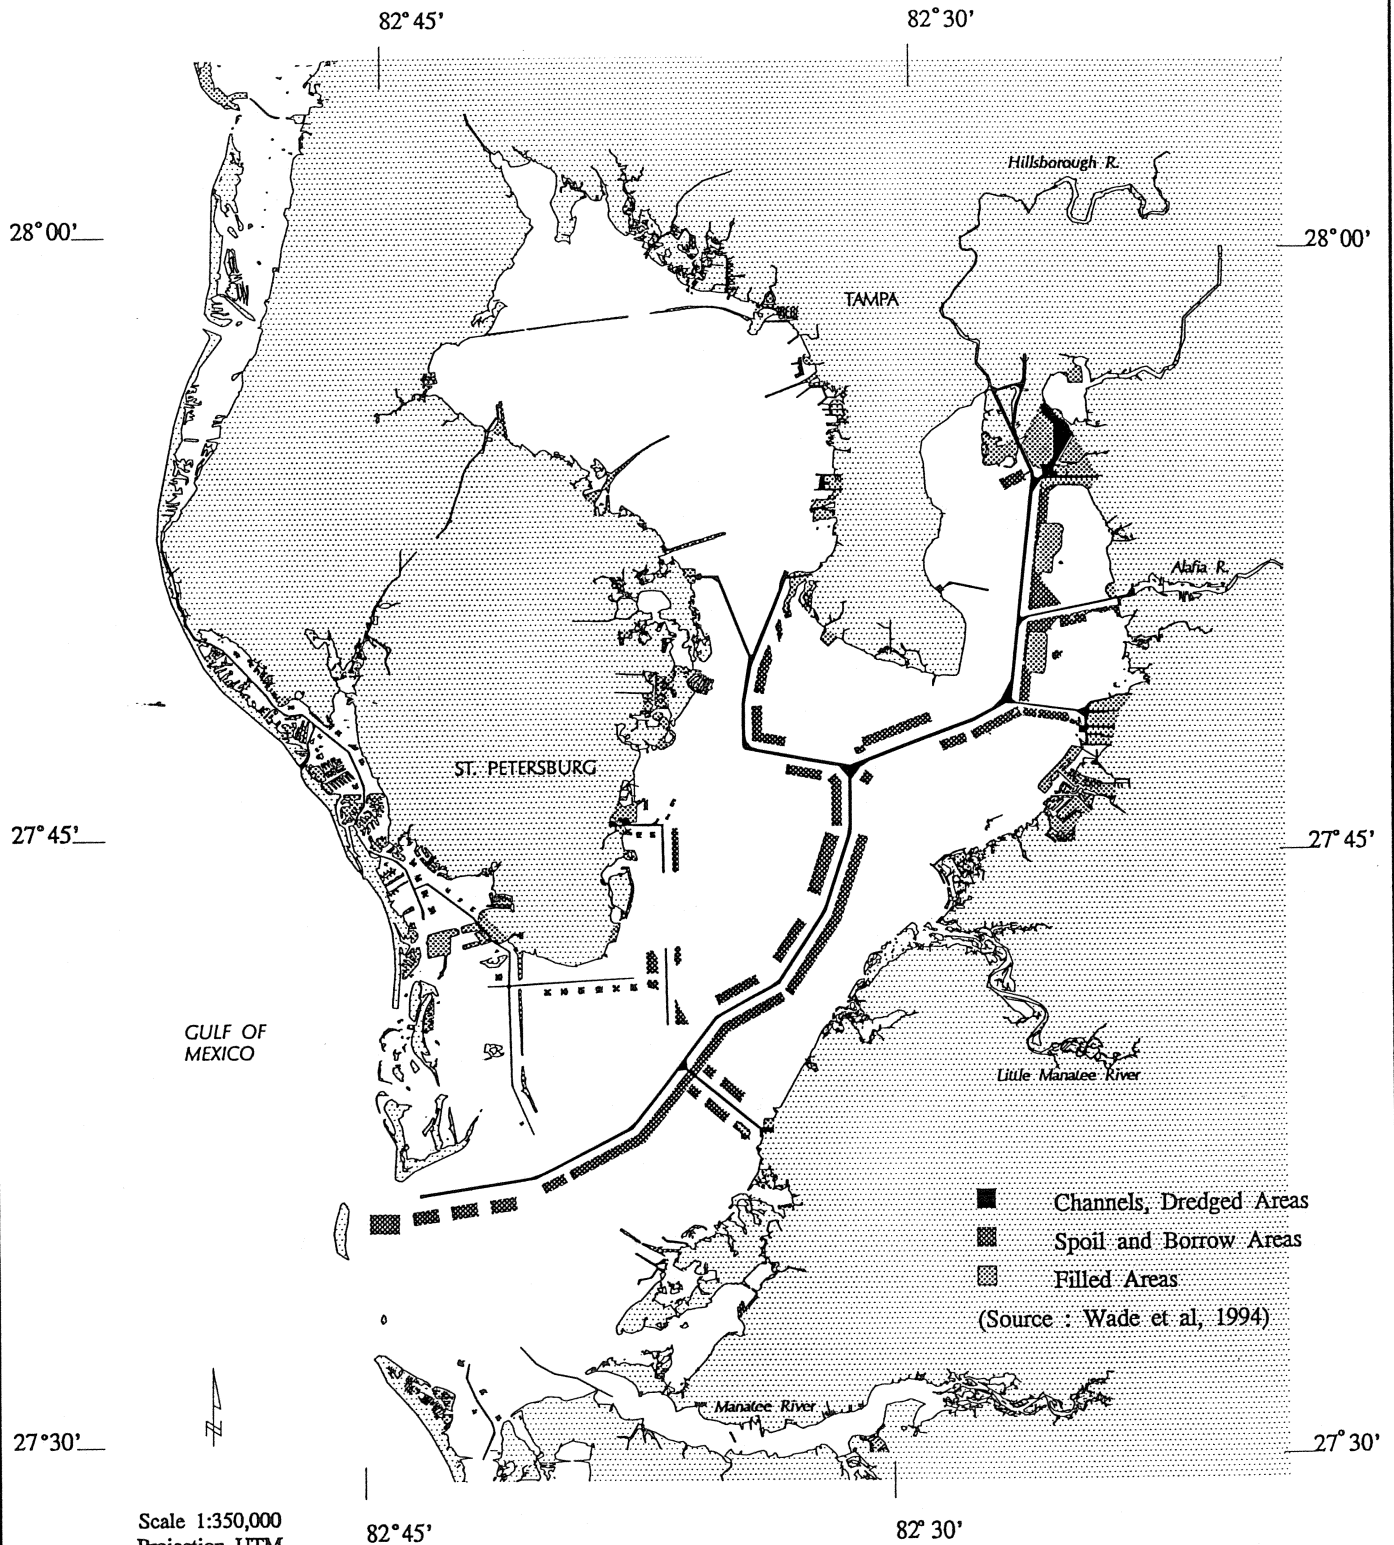 82°45'
82°30'
Hillsborough R.
28°00'
28°00'
TAMPA
Alafia R.
ST. PETERSBURG
27°45'
27°45'
GULF OF
MEXICO
Little Manatee River
Channels, Dredged Areas
Spoil and Borrow Areas
Filled Areas
(Source : Wade et al, 1994)
Manatee River
N
27°30'
27°30'
Scale 1:350,000
Projection UTM
82°45'
82°30'